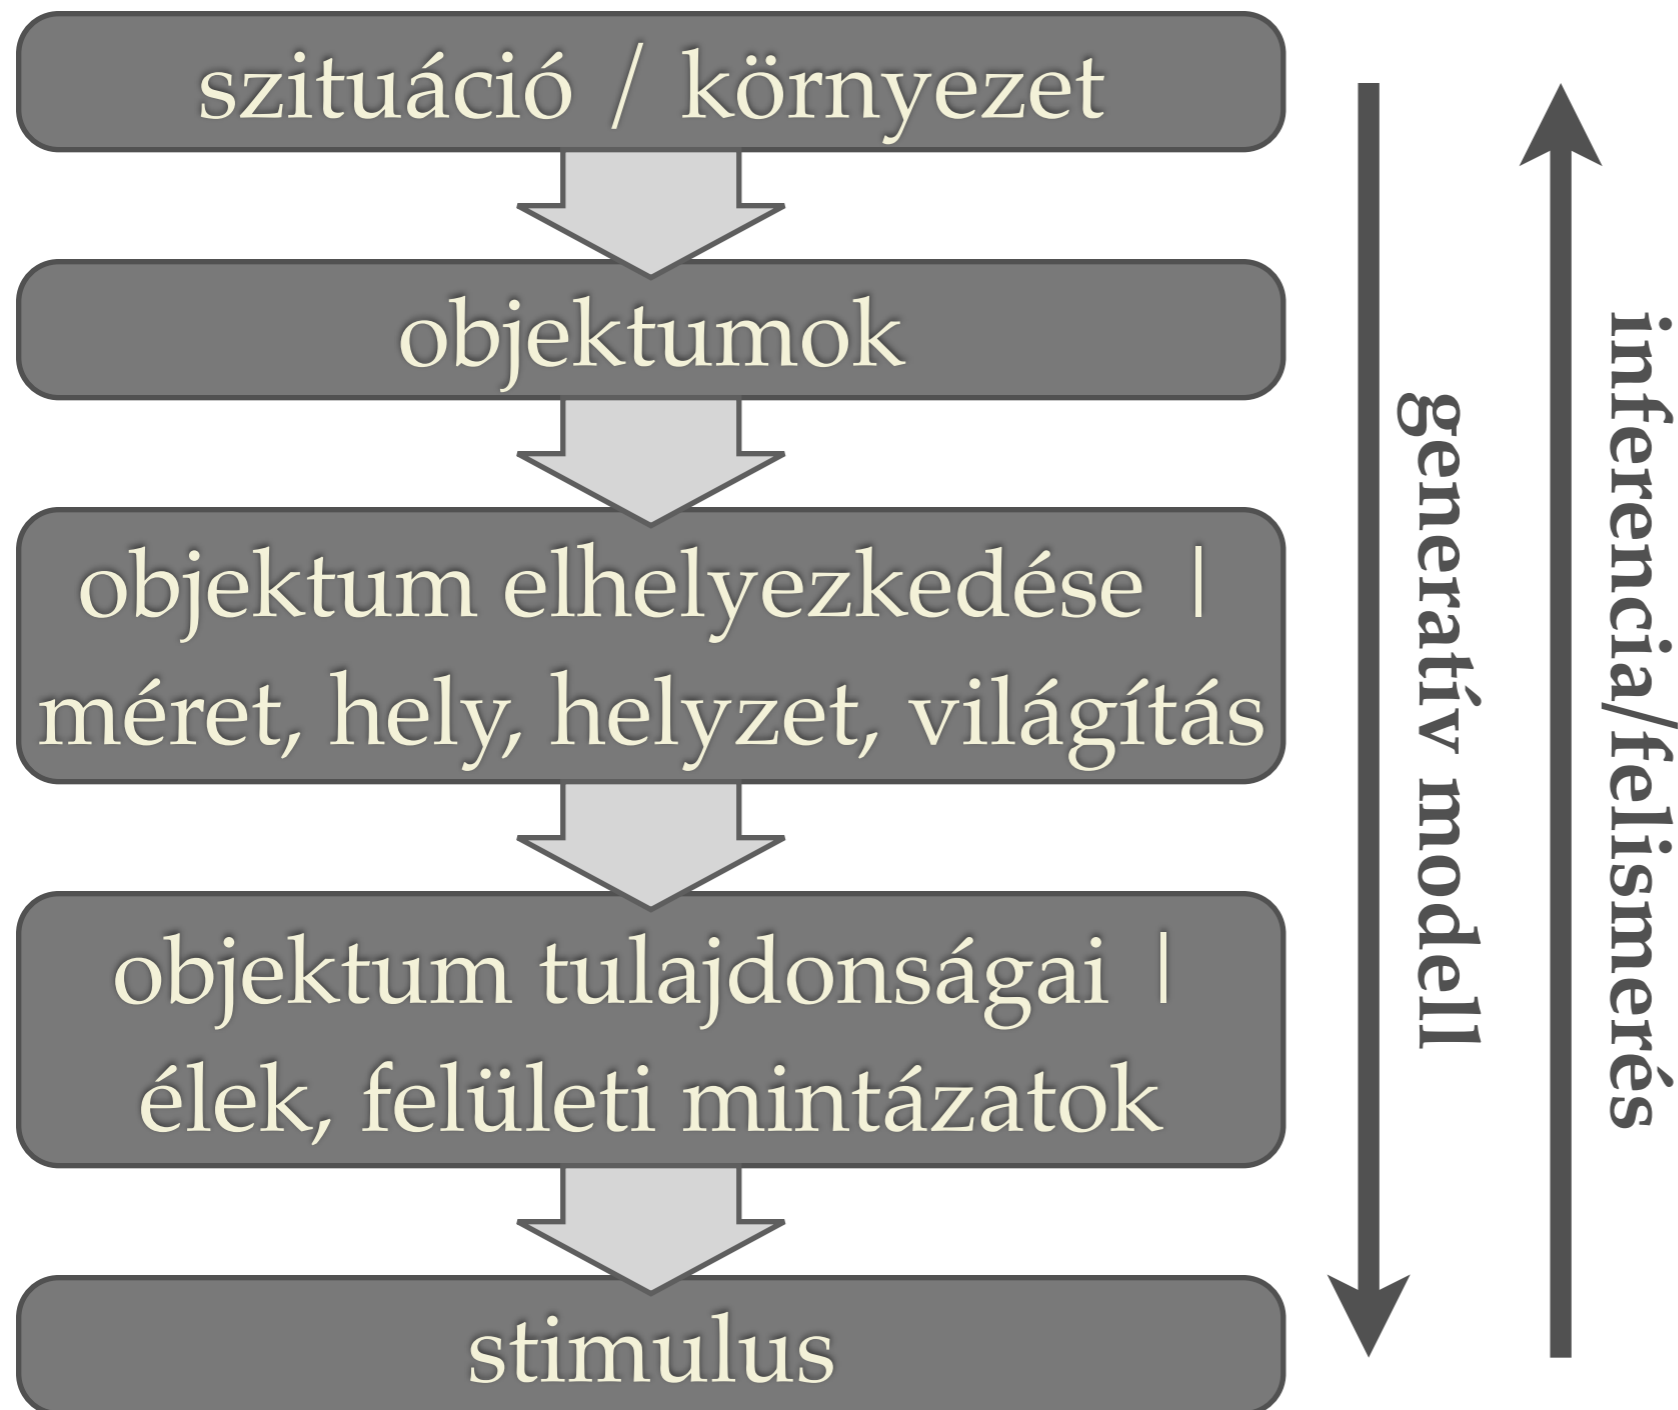 szituáció / környezet
objektumok
objektum elhelyezkedése |
méret, hely, helyzet, világítás
objektum tulajdonságai |
élek, felületi mintázatok
stimulus
generatív modell
inferencia/felismerés